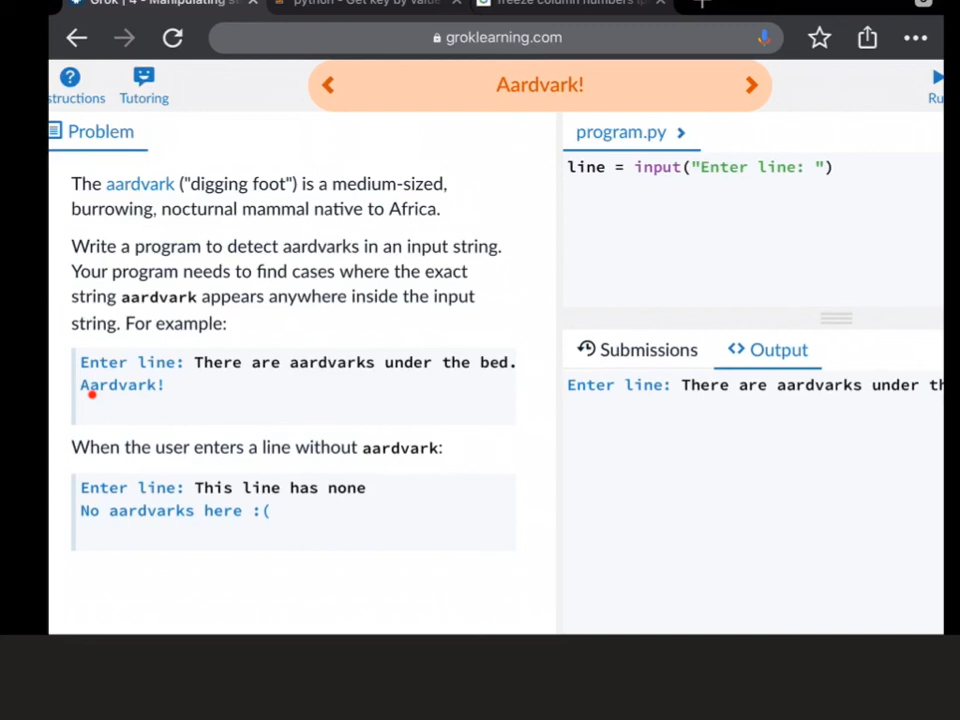 Grok | 4 - Manipulating s
python - Get key by value
freeze column numbers
groklearning.com
structions
Tutoring
Aardvark!
Ru
Problem
program.py
The aardvark ("digging foot") is a medium-sized,
burrowing, nocturnal mammal native to Africa.
Write a program to detect aardvarks in an input string.
Your program needs to find cases where the exact
string aardvark appears anywhere inside the input
string. For example:
Enter line: There are aardvarks under the bed.
Aardvark!
When the user enters a line without aardvark:
Enter line: This line has none
No aardvarks here :(
line = input("Enter line: ")
Submissions
<> Output
Enter line: There are aardvarks under th